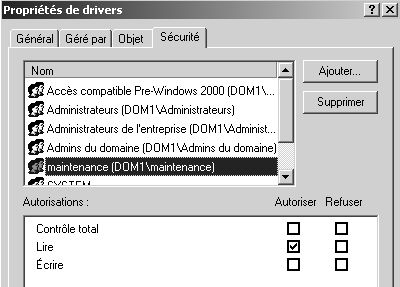 Propriétés de drivers
Général Géré par Objet Sécurité
Nom
Ajouter...
Accès compatible Pre-Windows 2000 (DOM1\...
Administrateurs (DOM1\Administrateurs)
Supprimer
Administrateurs de l'entreprise (DOM1\Administ...
Admins du domaine (DOM1\Admins du domaine)
maintenance (DOM1\maintenance)
SYSTEM
Autorisations : Autoriser Refuser
Contrôle total
Lire
Écrire